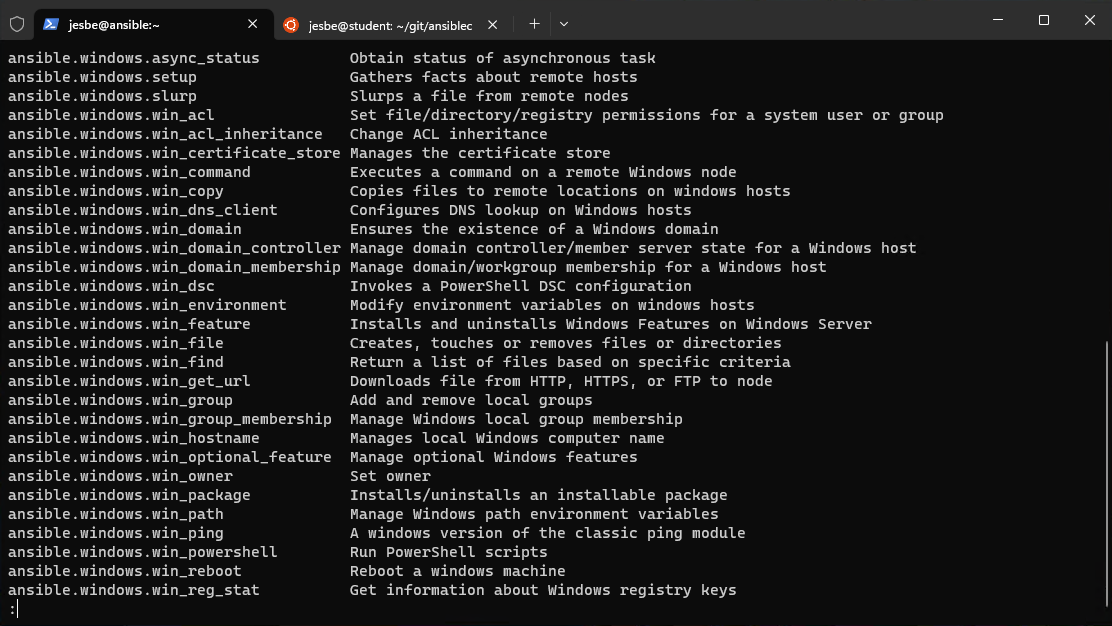 jesbe@ansible:~
jesbe@student: ~/git/ansiblec
ansible.windows.async_status Obtain status of asynchronous task
ansible.windows.setup Gathers facts about remote hosts
ansible.windows.slurp Slurps a file from remote nodes
ansible.windows.win_acl Set file/directory/registry permissions for a system user or group
ansible.windows.win_acl_inheritance Change ACL inheritance
ansible.windows.win_certificate_store Manages the certificate store
ansible.windows.win_command Executes a command on a remote Windows node
ansible.windows.win_copy Copies files to remote locations on windows hosts
ansible.windows.win_dns_client Configures DNS lookup on Windows hosts
ansible.windows.win_domain Ensures the existence of a Windows domain
ansible.windows.win_domain_controller Manage domain controller/member server state for a Windows host
ansible.windows.win_domain_membership Manage domain/workgroup membership for a Windows host
ansible.windows.win_dsc Invokes a PowerShell DSC configuration
ansible.windows.win_environment Modify environment variables on windows hosts
ansible.windows.win_feature Installs and uninstalls Windows Features on Windows Server
ansible.windows.win_file Creates, touches or removes files or directories
ansible.windows.win_find Return a list of files based on specific criteria
ansible.windows.win_get_url Downloads file from HTTP, HTTPS, or FTP to node
ansible.windows.win_group Add and remove local groups
ansible.windows.win_group_membership Manage Windows local group membership
ansible.windows.win_hostname Manages local Windows computer name
ansible.windows.win_optional_feature Manage optional Windows features
ansible.windows.win_owner Set owner
ansible.windows.win_package Installs/uninstalls an installable package
ansible.windows.win_path Manage Windows path environment variables
ansible.windows.win_ping A windows version of the classic ping module
ansible.windows.win_powershell Run PowerShell scripts
ansible.windows.win_reboot Reboot a windows machine
ansible.windows.win_reg_stat Get information about Windows registry keys
: